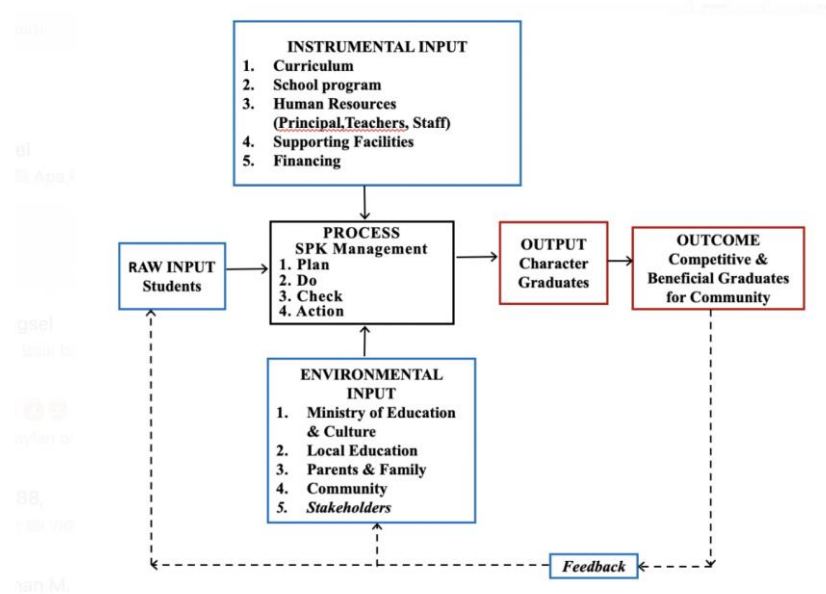 INSTRUMENTAL INPUT
1. Curriculum
2. School program
3. Human Resources
(Principal,Teachers, Staff)
4. Supporting Facilities
5. Financing
RAW INPUT
Students
PROCESS
SPK Management
1. Plan
2. Do
3. Check
4. Action
OUTPUT
Character
Graduates
OUTCOME
Competitive &
Beneficial Graduates
for Community
ENVIRONMENTAL
INPUT
1. Ministry of Education
& Culture
2. Local Education
3. Parents & Family
4. Community
5. Stakeholders
Feedback